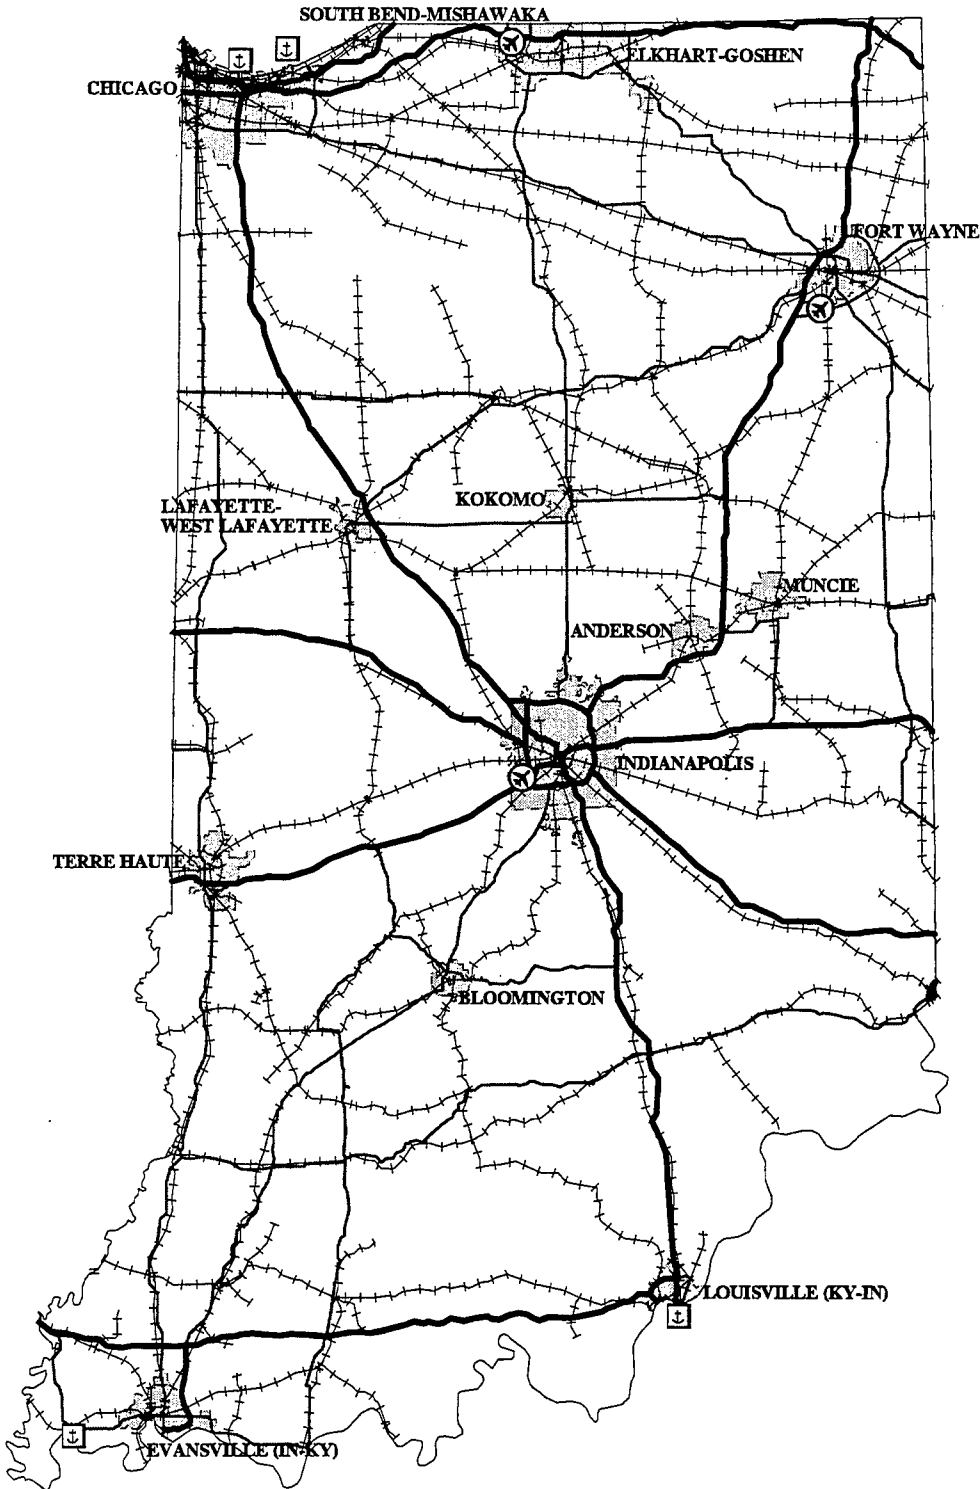 SOUTH BEND-MISHAWAKA
ELKHART-GOSHEN
CHICAGO
FORT WAYNE
LAFAYETTE-
WEST LAFAYETTE
KOKOMO
MUNCIE
ANDERSON
INDIANAPOLIS
TERRE HAUTE
BLOOMINGTON
LOUISVILLE (KY-IN)
EVANSVILLE (IN-KY)